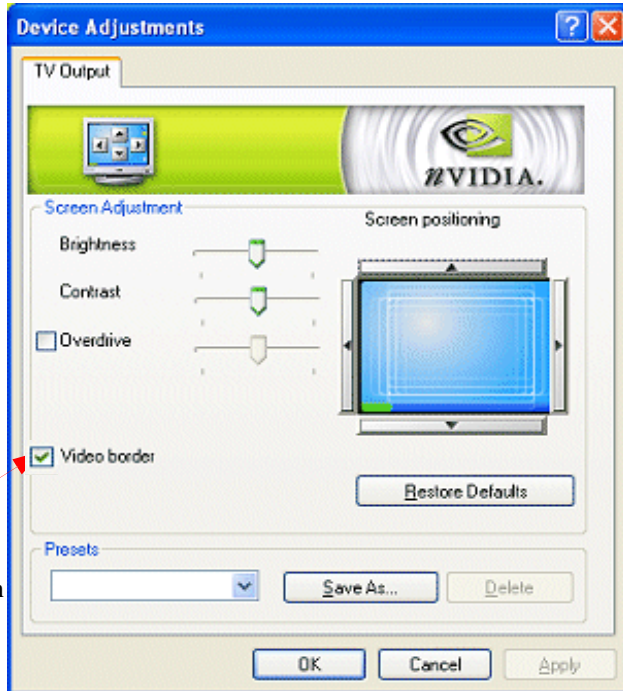 Device Adjustments
TV Output
nVIDIA.
Screen Adjustment
Screen positioning
Brightness
Contrast
Overdrive
Video border
Restore Defaults
Presets
Save As...
Delete
OK
Cancel
Apply